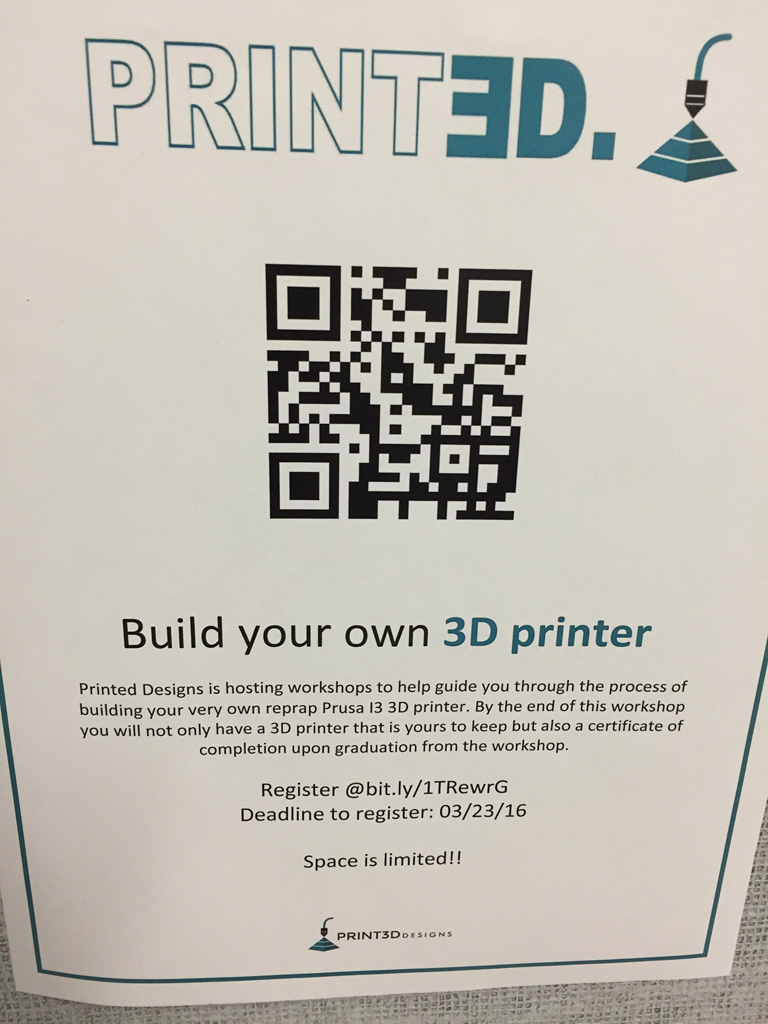 PRINTED.
Build your own 3D printer
Printed Designs is hosting workshops to help guide you through the process of
building your very own reprap Prusa I3 3D printer. By the end of this workshop
you will not only have a 3D printer that is yours to keep but also a certificate of
completion upon graduation from the workshop.
Register @bit.ly/1TRewrG
Deadline to register: 03/23/16
Space is limited!!
PRINT3DDESIGNS